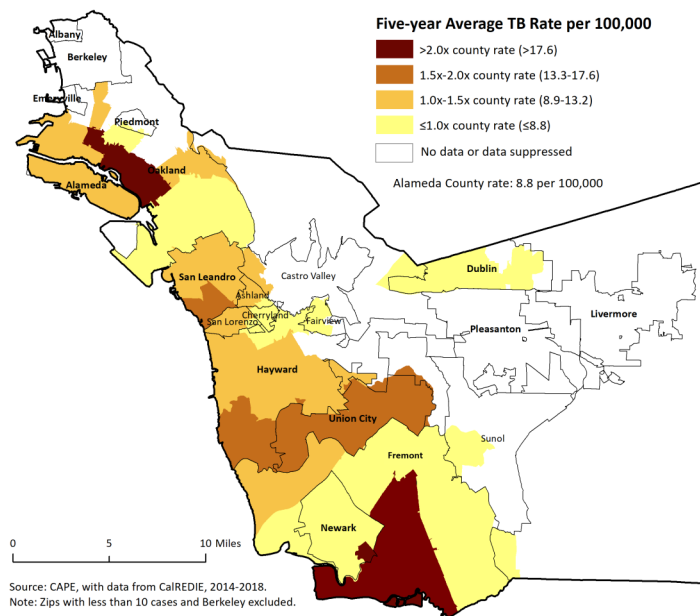 Five-year Average TB Rate per 100,000
>2.0x county rate (>17.6)
1.5x-2.0x county rate (13.3-17.6)
1.0x-1.5x county rate (8.9-13.2)
≤1.0x county rate (≤8.8)
No data or data suppressed
Alameda County rate: 8.8 per 100,000
Albany
Berkeley
Emeryville
Piedmont
Oakland
Alameda
San Leandro
Castro Valley
Dublin
Ashland
Cherryland
San Lorenzo
Fairview
Livermore
Pleasanton
Hayward
Union City
Sunol
Fremont
Newark
0 5 10 Miles
Source: CAPE, with data from CalREDIE, 2014-2018.
Note: Zips with less than 10 cases and Berkeley excluded.